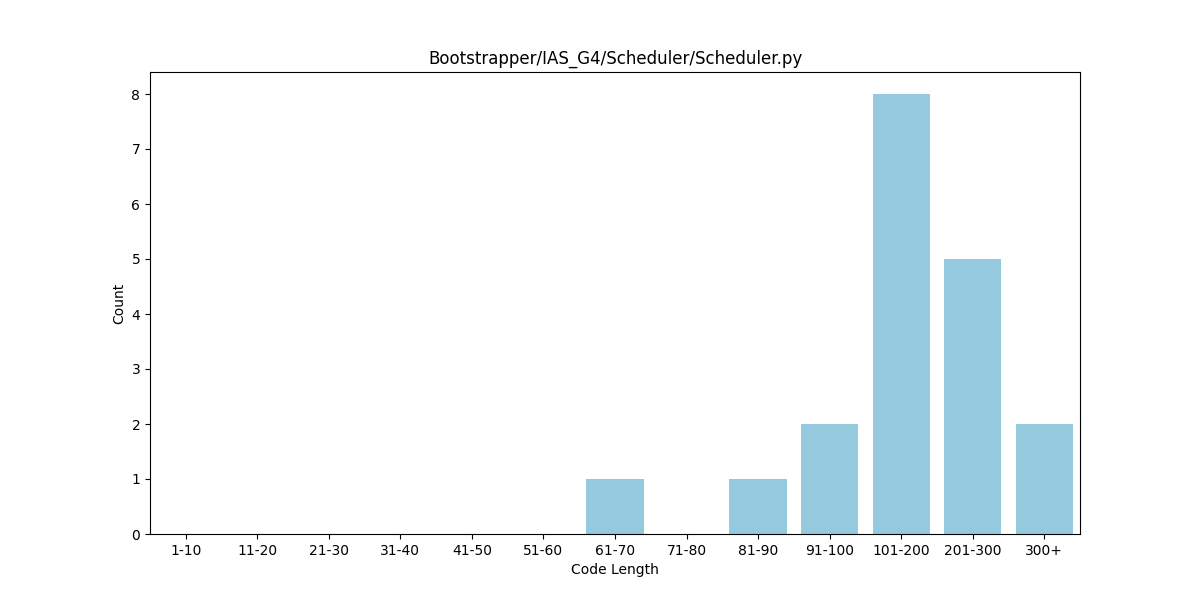 Bootstrapper/IAS_G4/Scheduler/Scheduler.py
8
7
6
5
4
3
2
1
0
Count
1-10 11-20 21-30 31-40 41-50 51-60 61-70 71-80 81-90 91-100 101-200 201-300 300+
Code Length